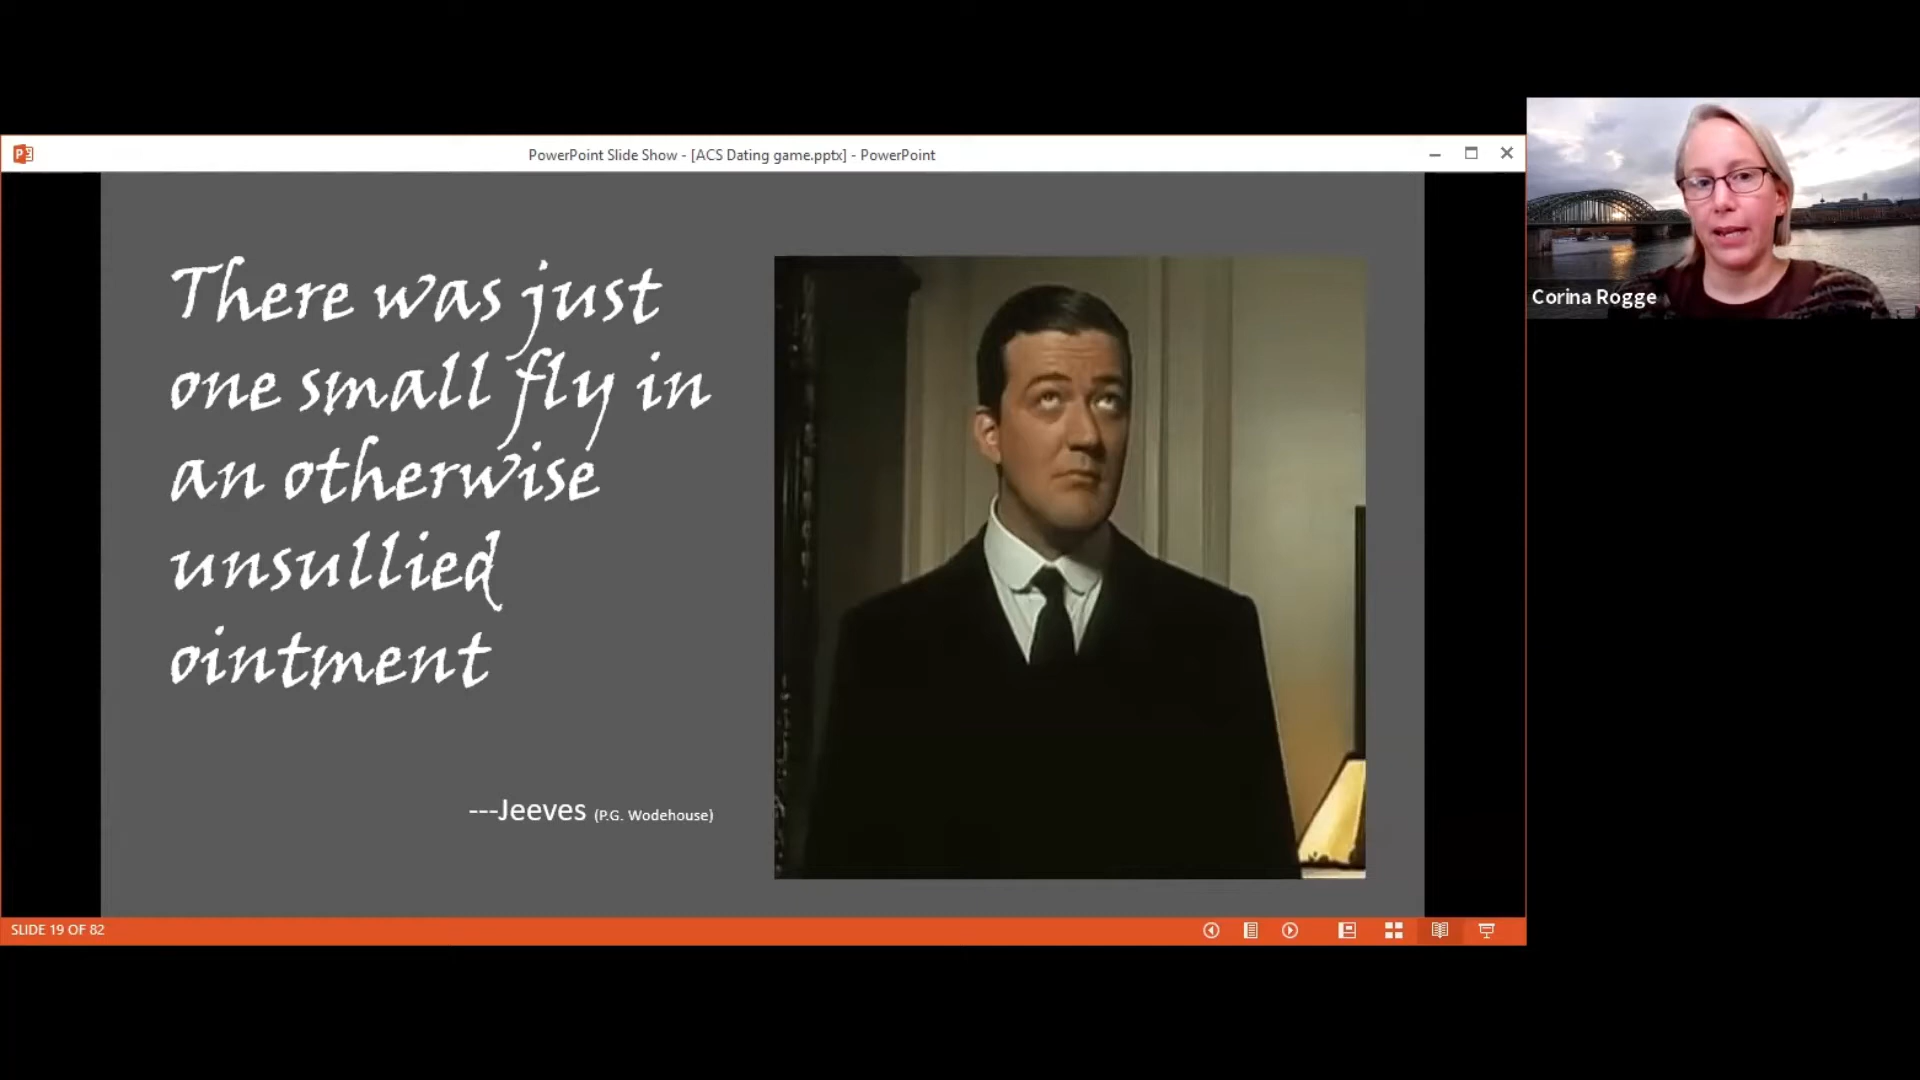 PowerPoint Slide Show - [ACS Dating game.pptx] - PowerPoint
There was just
one small fly in
an otherwise
unsullied
ointment
---Jeeves (P.G. Wodehouse)
Corina Rogge
SLIDE 19 OF 82